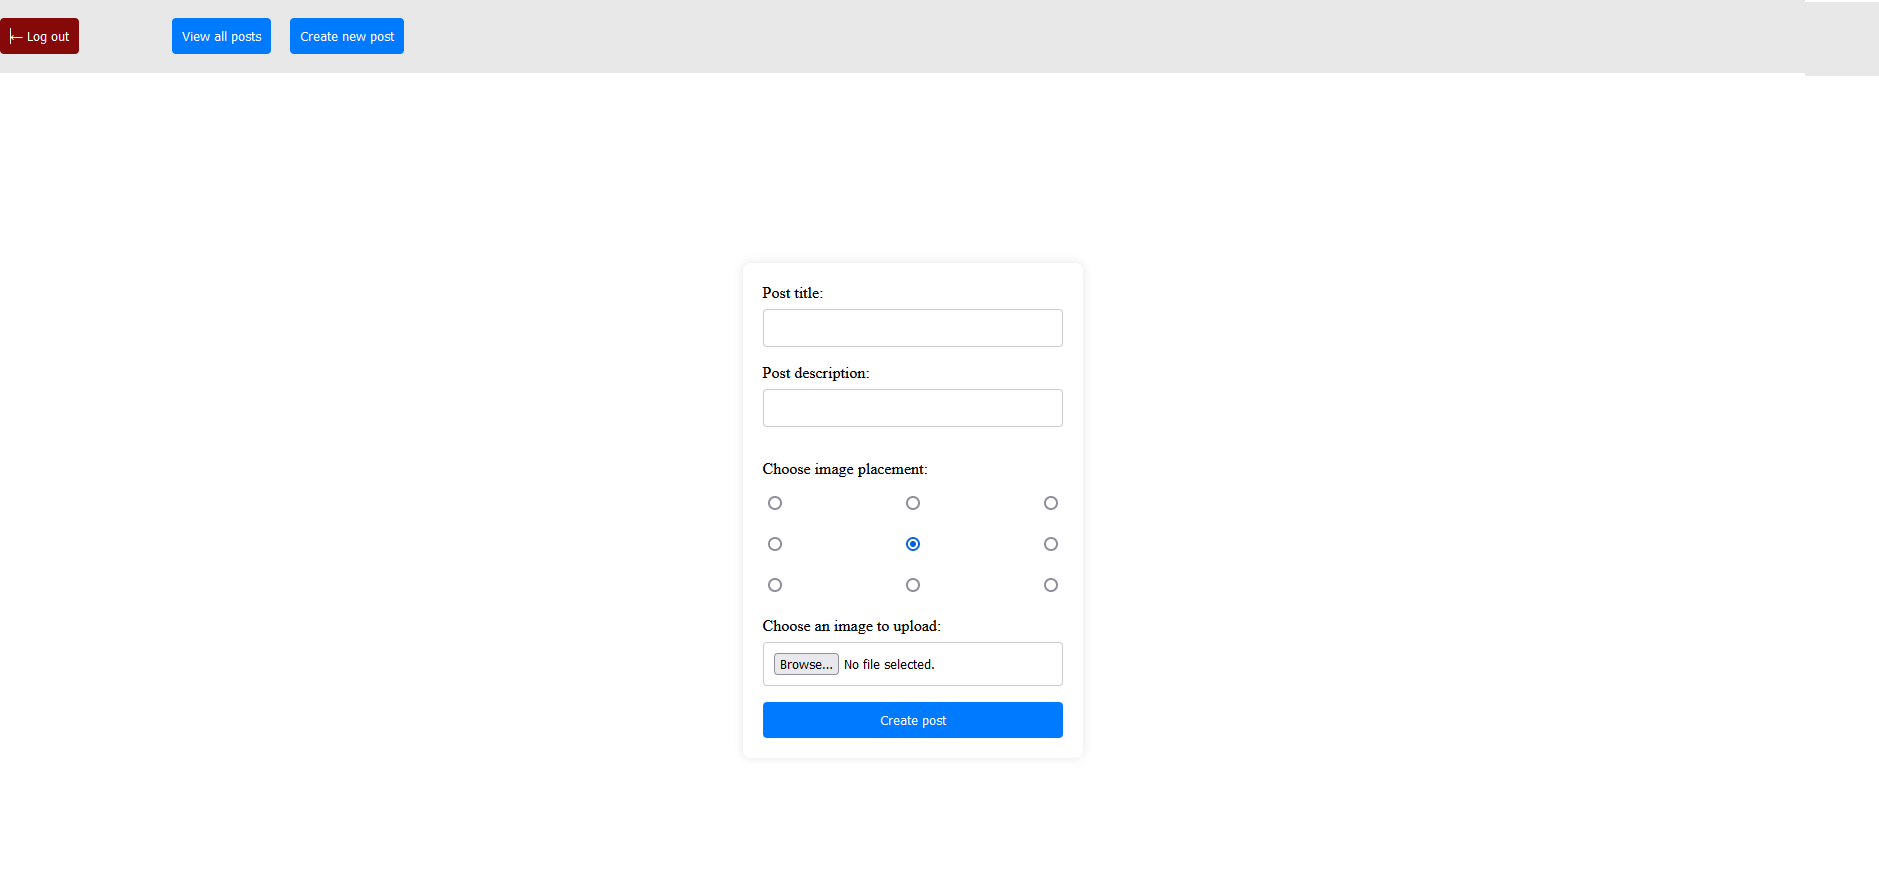 |← Log out
View all posts
Create new post
Post title:
Post description:
Choose image placement:
Choose an image to upload:
Browse... No file selected.
Create post